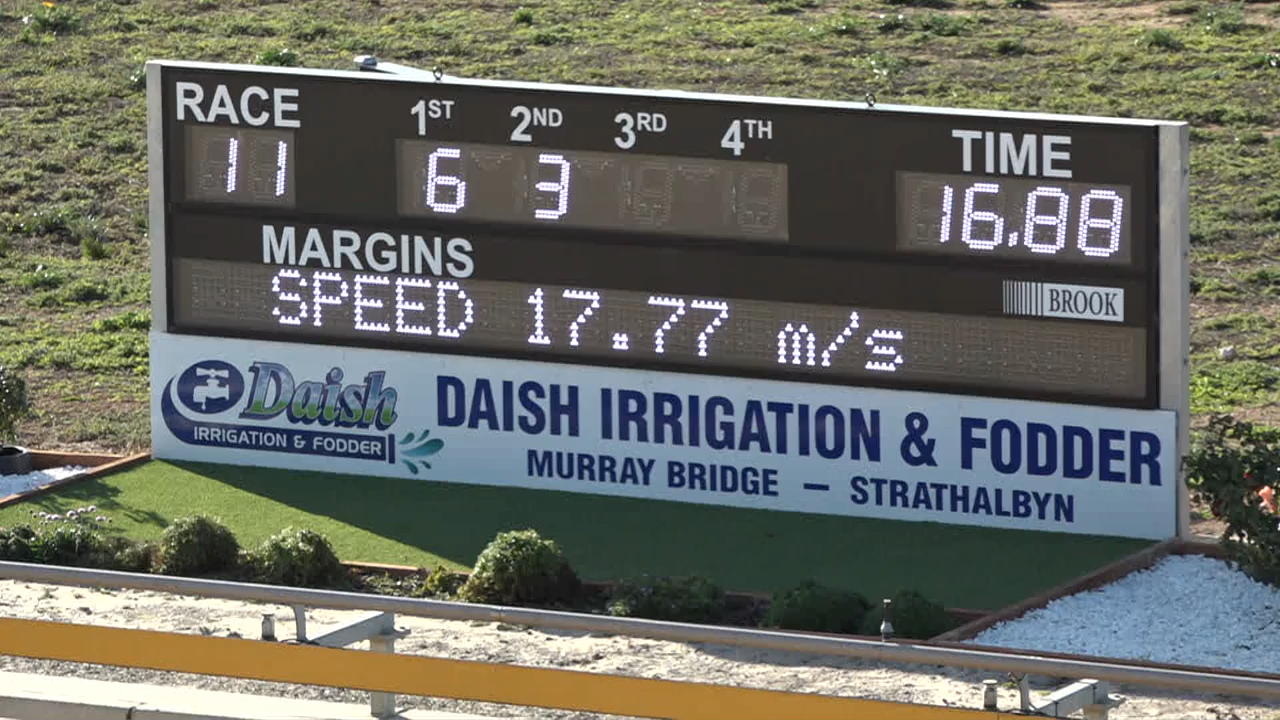 RACE 1ST 2ND 3RD 4TH TIME
11 6 3 16.88
MARGINS
BROOK
SPEED 17.77 m/s
Daish
IRRIGATION & FODDER
DAISH IRRIGATION & FODDER
MURRAY BRIDGE – STRATHALBYN